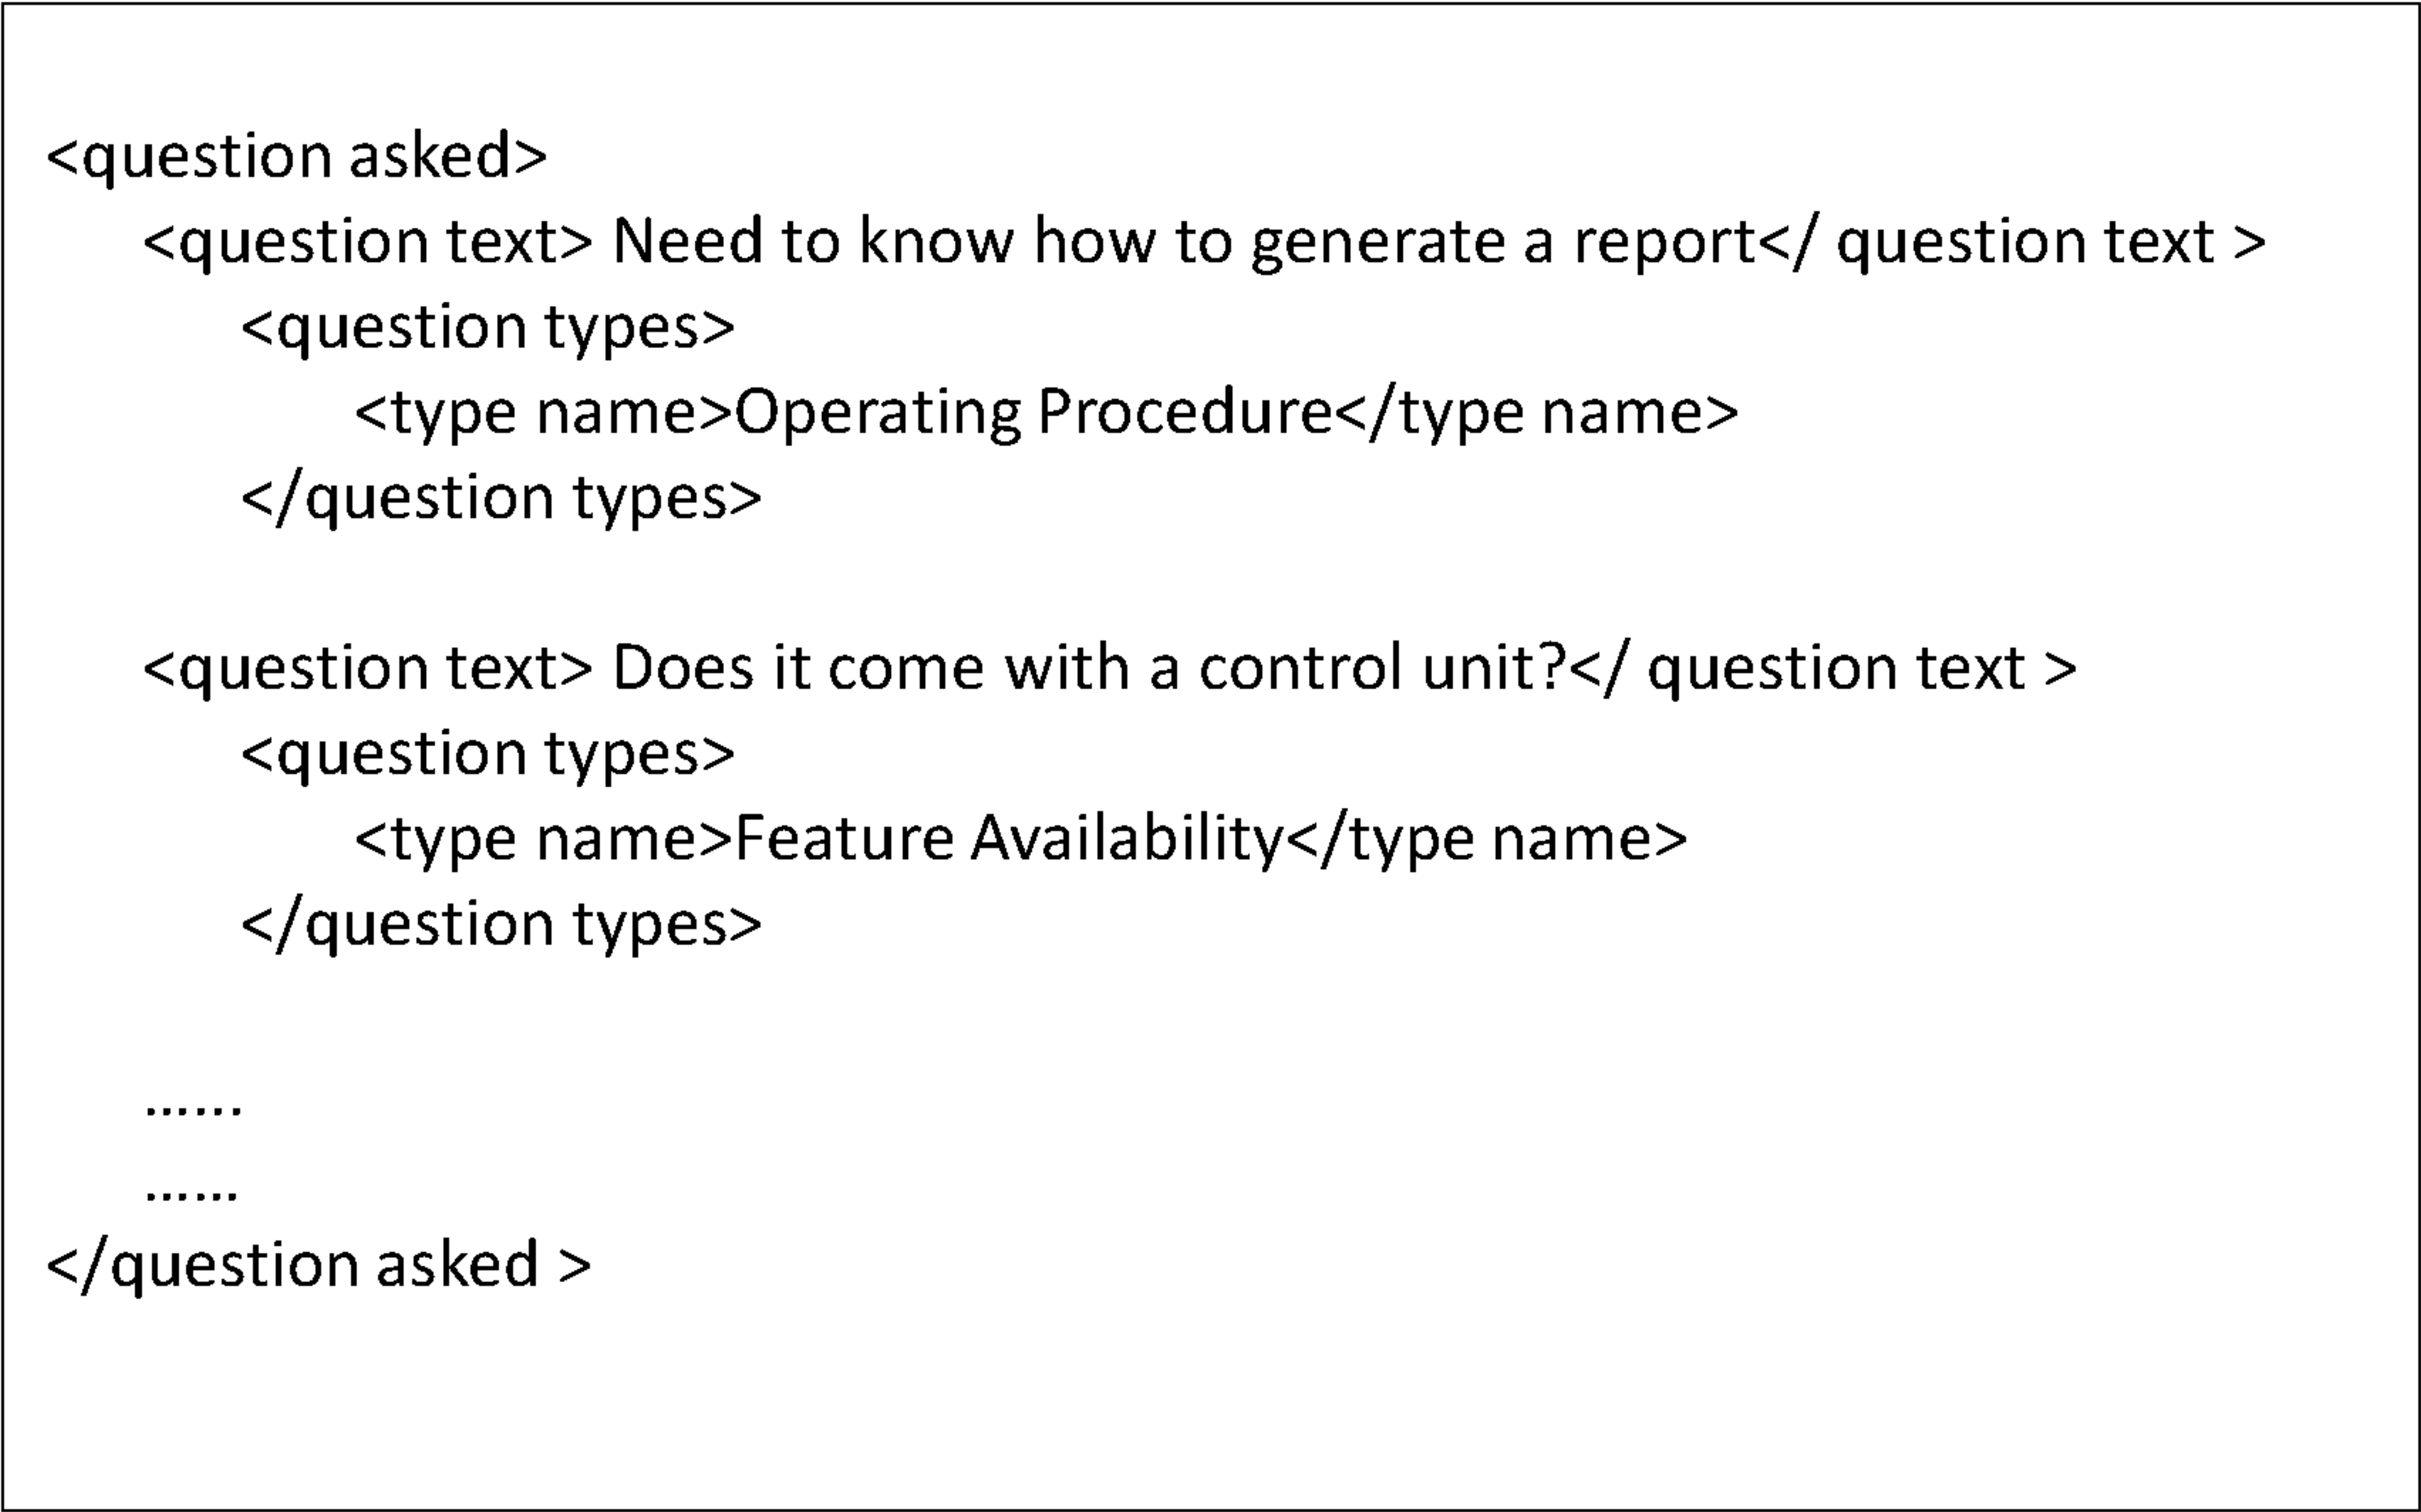 <question asked>
<question text> Need to know how to generate a report</ question text >
<question types>
<type name>Operating Procedure</type name>
</question types>
<question text> Does it come with a control unit?</ question text >
<question types>
<type name>Feature Availability</type name>
</question types>
......
......
</question asked >